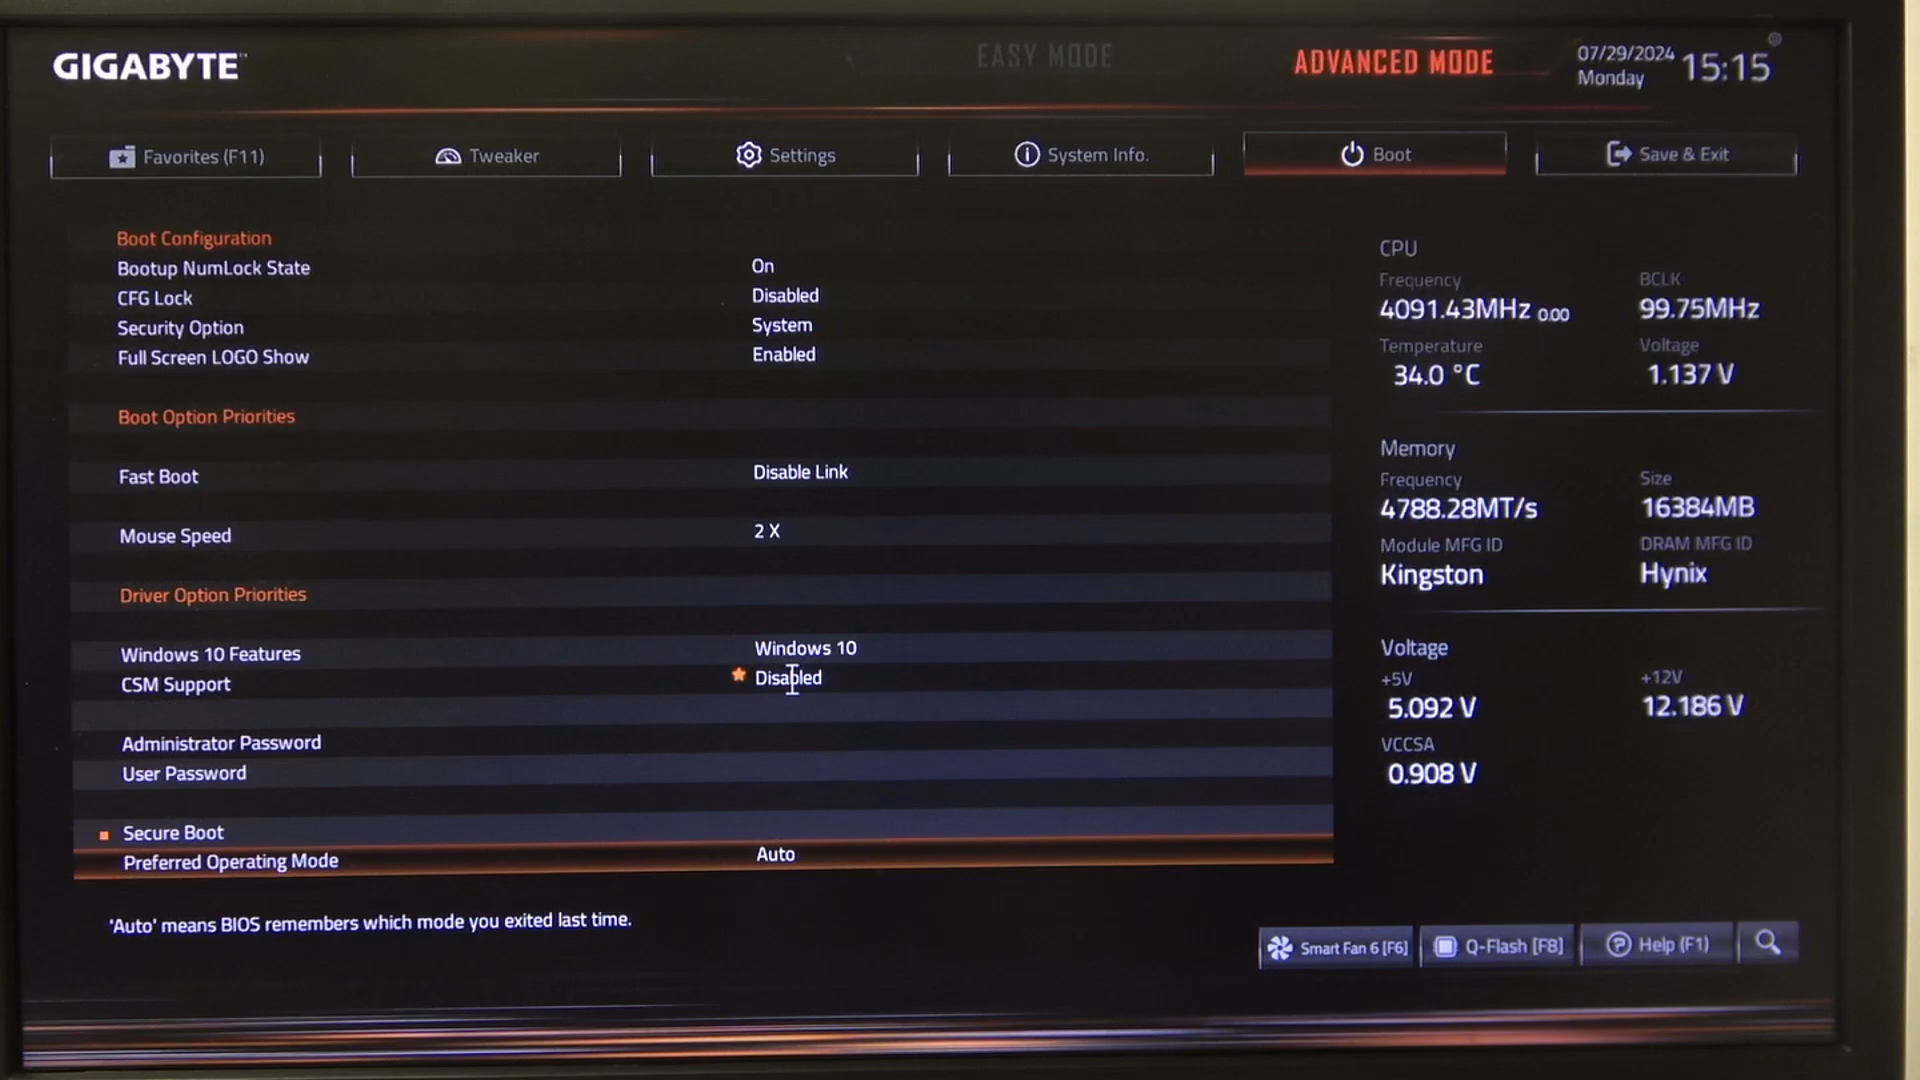 GIGABYTE™
EASY MODE
ADVANCED MODE
07/29/2024
Monday
15:15
Favorites (F11)
Tweaker
Settings
System Info.
Boot
Save & Exit
Boot Configuration
Bootup NumLock State On
CFG Lock Disabled
Security Option System
Full Screen LOGO Show Enabled
Boot Option Priorities
Fast Boot Disable Link
Mouse Speed 2 X
Driver Option Priorities
Windows 10 Features Windows 10
CSM Support Disabled
Administrator Password
User Password
Secure Boot
Preferred Operating Mode Auto
'Auto' means BIOS remembers which mode you exited last time.
CPU
Frequency BCLK
4091.43MHz 0.00 99.75MHz
Temperature Voltage
34.0 °C 1.137 V
Memory
Frequency Size
4788.28MT/s 16384MB
Module MFG ID DRAM MFG ID
Kingston Hynix
Voltage
+5V +12V
5.092 V 12.186 V
VCCSA
0.908 V
Smart Fan 6 [F6]
Q-Flash [F8]
Help (F1)